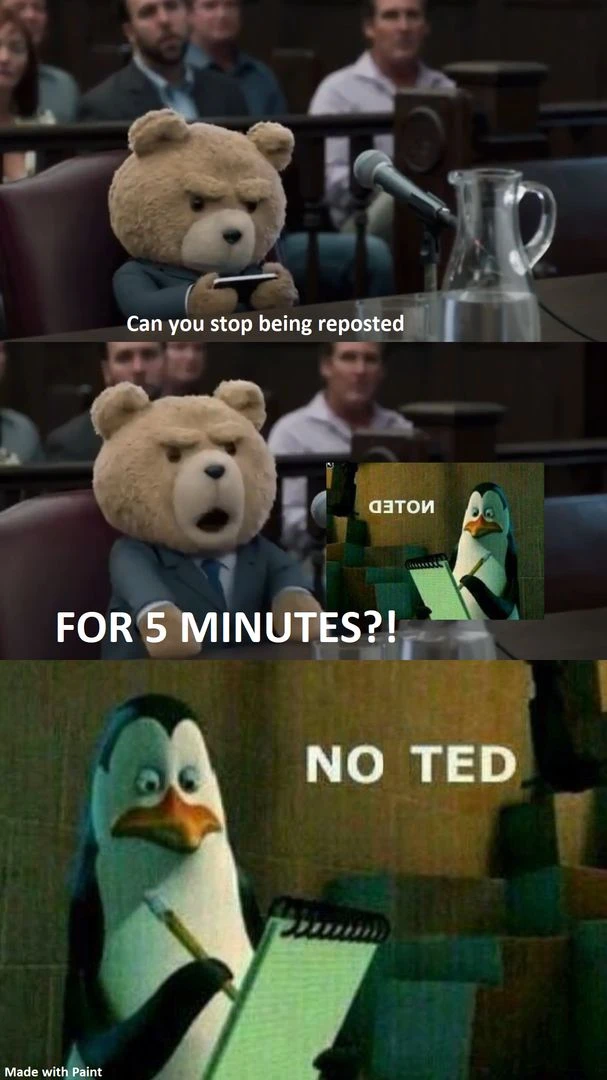 Can you stop being reposted
NOTED
FOR 5 MINUTES?!
NO TED
Made with Paint